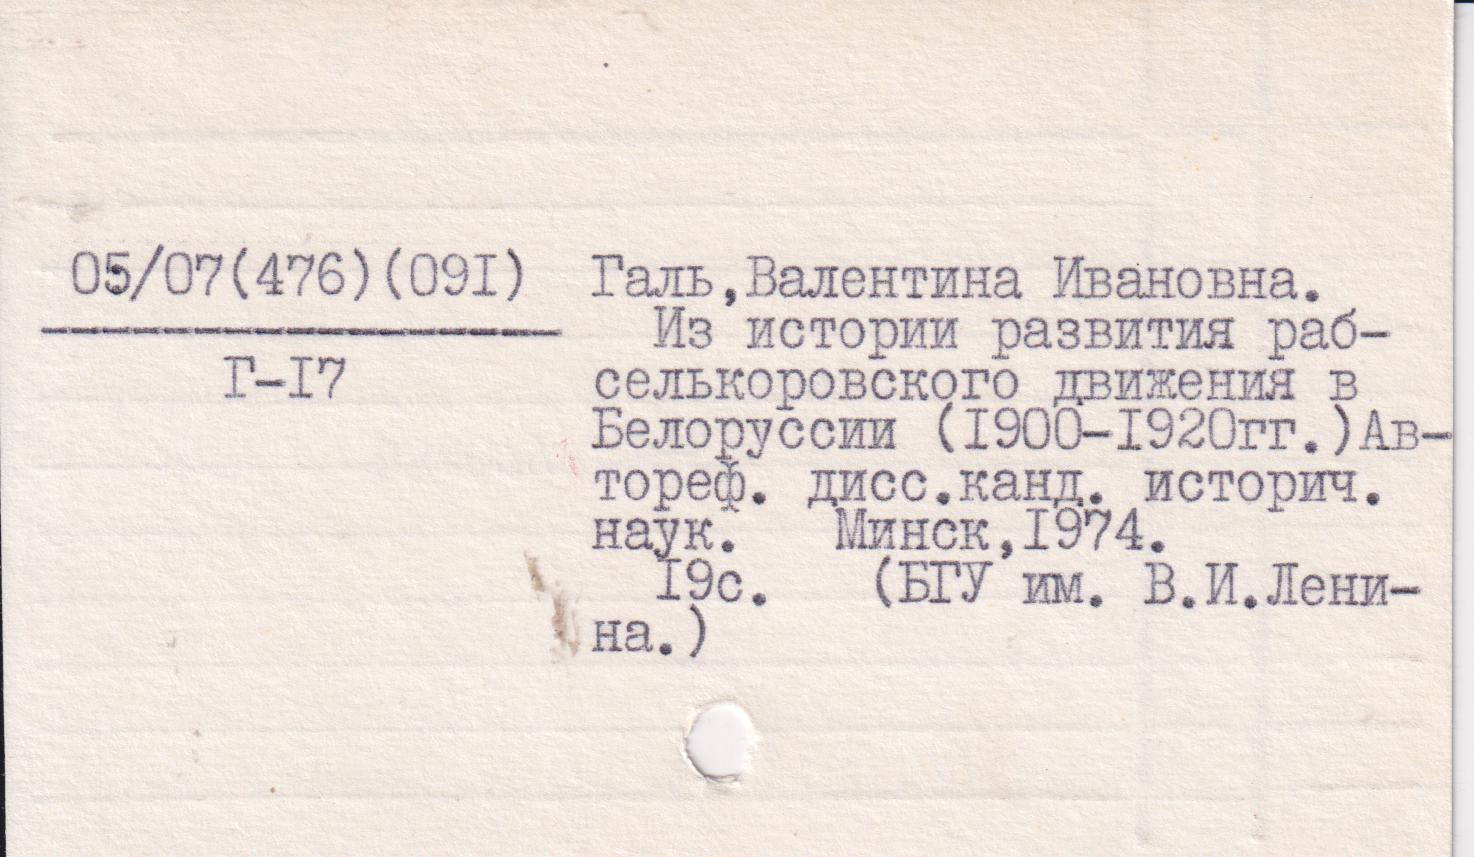 05/07(476)(09I)
Г-I7
Галь,Валентина Ивановна.
Из истории развития раб-
селькоровского движения в
Белоруссии (I900-I920гг.)Ав-
тореф. дисс.канд. историч.
наук. Минск,I974.
I9с. (БГУ им. В.И.Лени-
на.)